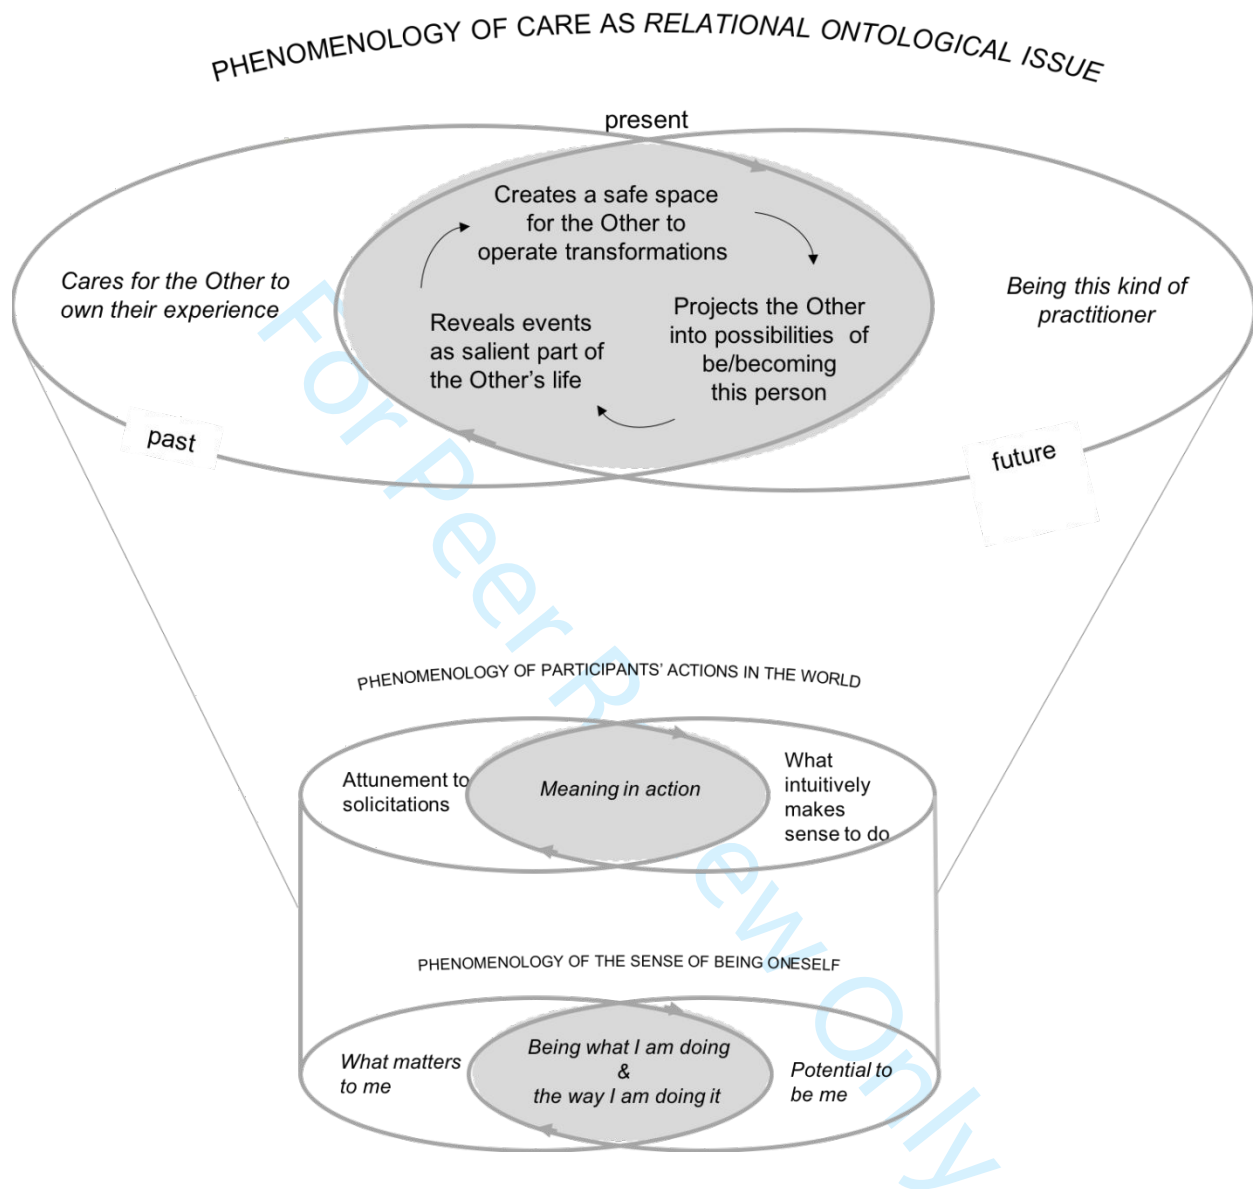 PHENOMENOLOGY OF CARE AS RELATIONAL ONTOLOGICAL ISSUE
present
Creates a safe space
for the Other to
operate transformations
Cares for the Other to
own their experience
Reveals events
as salient part of
the Other's life
Projects the Other
into possibilities of
be/becoming
this person
Being this kind of
practitioner
past
future
For Peer Review Only
PHENOMENOLOGY OF PARTICIPANTS' ACTIONS IN THE WORLD
Attunement to
solicitations
Meaning in action
What
intuitively
makes
sense to do
PHENOMENOLOGY OF THE SENSE OF BEING ONESELF
What matters
to me
Being what I am doing
&
the way I am doing it
Potential to
be me